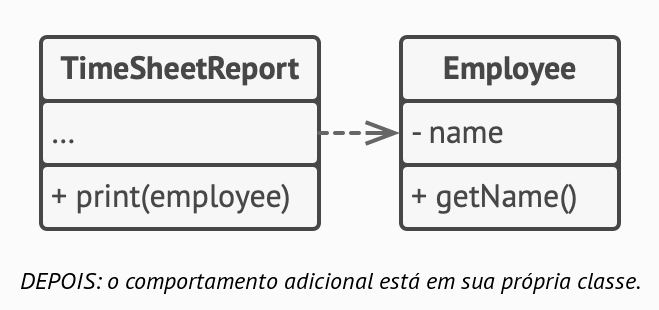 TimeSheetReport
...
+ print(employee)
Employee
- name
+ getName()
DEPOIS: o comportamento adicional está em sua própria classe.